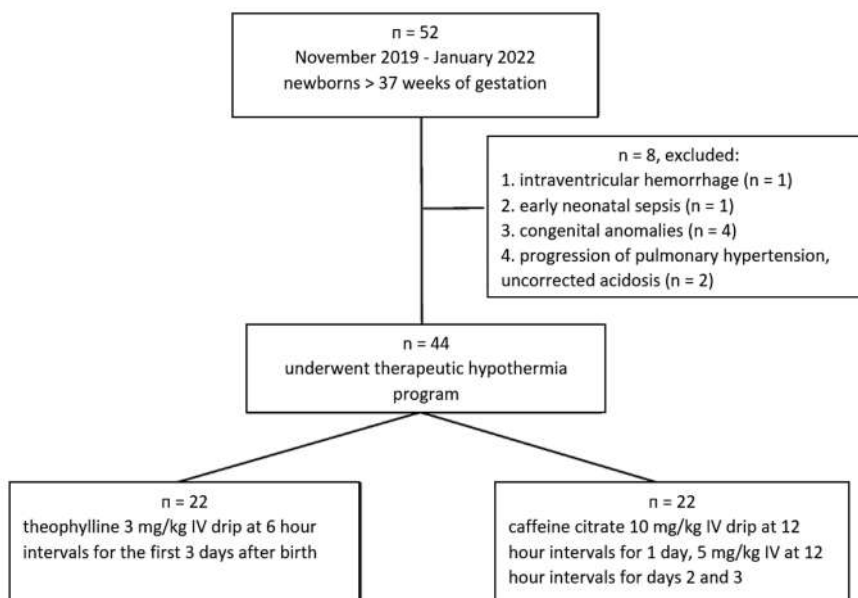 n = 52
November 2019 - January 2022
newborns > 37 weeks of gestation
n = 8, excluded:
1. intraventricular hemorrhage (n = 1)
2. early neonatal sepsis (n = 1)
3. congenital anomalies (n = 4)
4. progression of pulmonary hypertension,
uncorrected acidosis (n = 2)
n = 44
underwent therapeutic hypothermia
program
n = 22
theophylline 3 mg/kg IV drip at 6 hour
intervals for the first 3 days after birth
n = 22
caffeine citrate 10 mg/kg IV drip at 12
hour intervals for 1 day, 5 mg/kg IV at 12
hour intervals for days 2 and 3